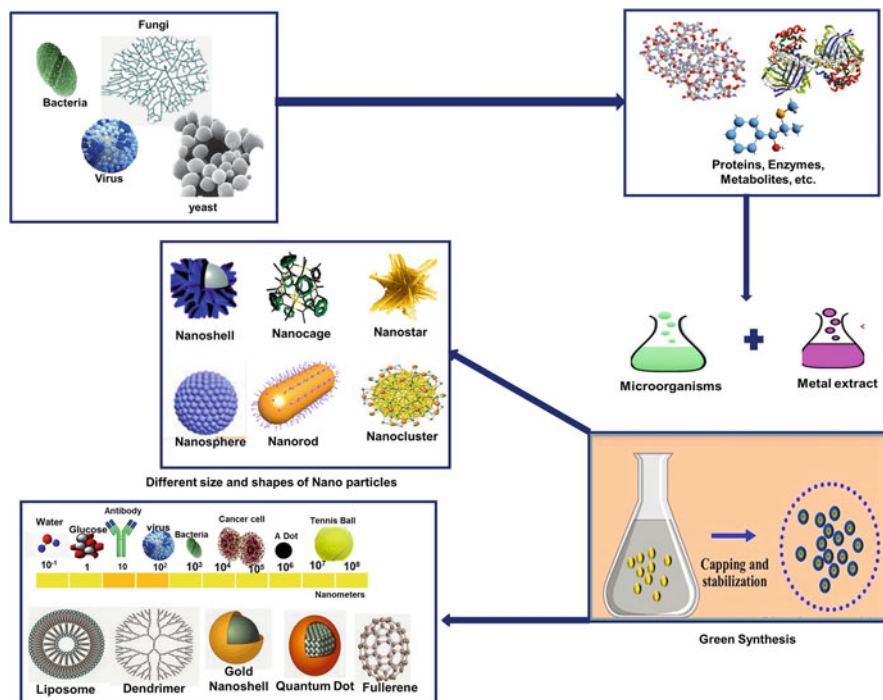 Fungi
Bacteria
Virus
yeast
Proteins, Enzymes,
Metabolites, etc.
Microorganisms
Metal extract
Nanoshell
Nanocage
Nanostar
Nanosphere
Nanorod
Nanocluster
Different size and shapes of Nano particles
Capping and
stabilization
Green Synthesis
Water
Glucose
Antibody
virus
Bacteria
Cancer cell
A Dot
Tennis Ball
10⁻¹ 1 10 10² 10³ 10⁴ 10⁵ 10⁶ 10⁷ 10⁸
Nanometers
Liposome
Dendrimer
Gold
Nanoshell
Quantum Dot
Fullerene